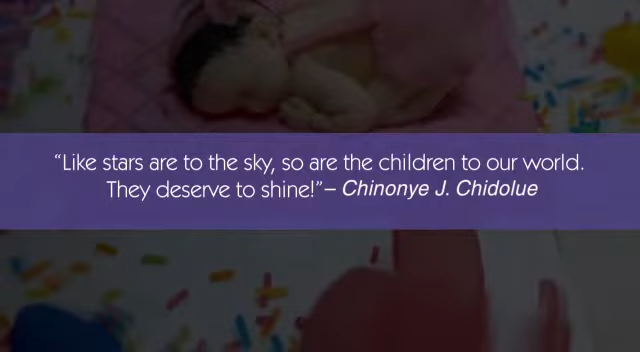 “Like stars are to the sky, so are the children to our world.
They deserve to shine!”– Chinonye J. Chidolue